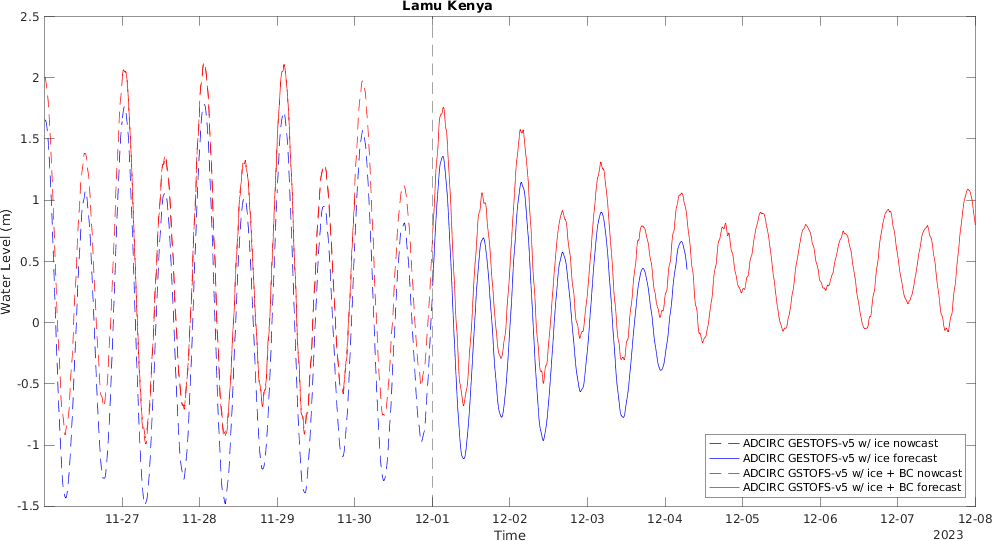 Lamu Kenya
2.5
2
1.5
1
0.5
0
-0.5
-1
-1.5
Water Level (m)
11-27 11-28 11-29 11-30 12-01 12-02 12-03 12-04 12-05 12-06 12-07 12-08
Time
2023
ADCIRC GESTOFS-v5 w/ ice nowcast
ADCIRC GESTOFS-v5 w/ ice forecast
ADCIRC GSTOFS-v5 w/ ice + BC nowcast
ADCIRC GSTOFS-v5 w/ ice + BC forecast